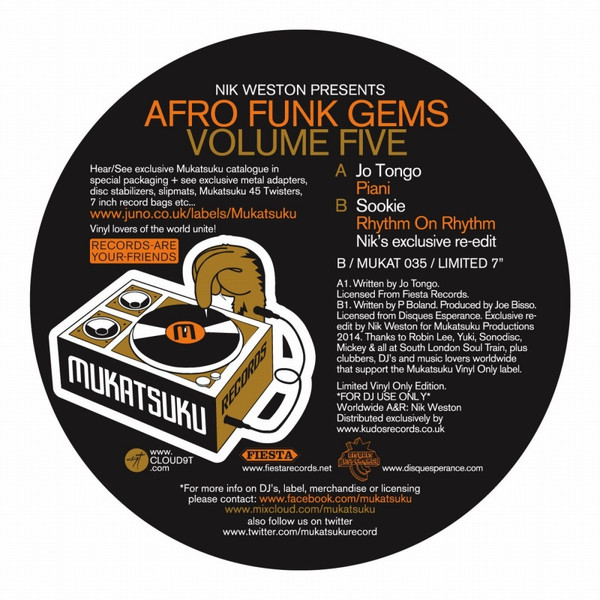 NIK WESTON PRESENTS
AFRO FUNK GEMS
VOLUME FIVE
Hear/See exclusive Mukatsuku catalogue in
special packaging + see exclusive metal adapters,
disc stabilizers, slipmats, Mukatsuku 45 Twisters,
7 inch record bags etc...
www.juno.co.uk/labels/Mukatsuku
Vinyl lovers of the world unite!
RECORDS-ARE
YOUR-FRIENDS
A Jo Tongo
Piani
B Sookie
Rhythm On Rhythm
Nik's exclusive re-edit
B / MUKAT 035 / LIMITED 7"
A1. Written by Jo Tongo.
Licensed From Fiesta Records.
B1. Written by P Boland. Produced by Joe Bisso.
Licensed from Disques Esperance. Exclusive re-
edit by Nik Weston for Mukatsuku Productions
2014. Thanks to Robin Lee, Yuki, Sonodisc,
Mickey & all at South London Soul Train, plus
clubbers, DJ's and music lovers worldwide
that support the Mukatsuku Vinyl Only label.
Limited Vinyl Only Edition.
*FOR DJ USE ONLY*
Worldwide A&R: Nik Weston
Distributed exclusively by
www.kudosrecords.co.uk
M
MUKATSUKU
RECORDS
www.
CLOUD9T
.com
FIESTA
www.fiestarecords.net
www.disquesperance.com
*For more info on DJ's, label, merchandise or licensing
please contact: www.facebook.com/mukatsuku
www.mixcloud.com/mukatsuku
also follow us on twitter
www.twitter.com/mukatsukurecord